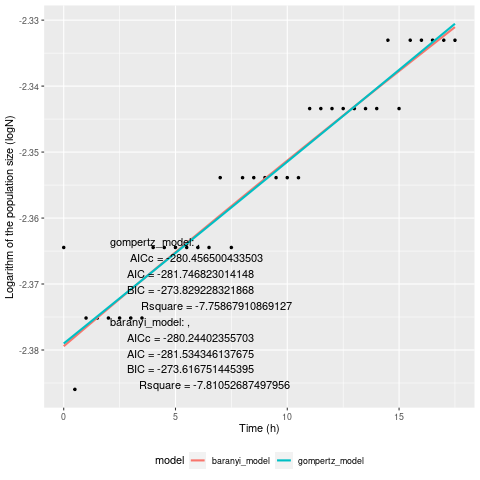 -2.33
-2.34
-2.35
-2.36
-2.37
-2.38
Logarithm of the population size (logN)
gompertz_model:
AICc = -280.456500433503
AIC = -281.746823014148
BIC = -273.829228321868
Rsquare = -7.75867910869127
baranyi_model: ,
AICc = -280.24402355703
AIC = -281.534346137675
BIC = -273.616751445395
Rsquare = -7.81052687497956
0 5 10 15
Time (h)
model baranyi_model gompertz_model